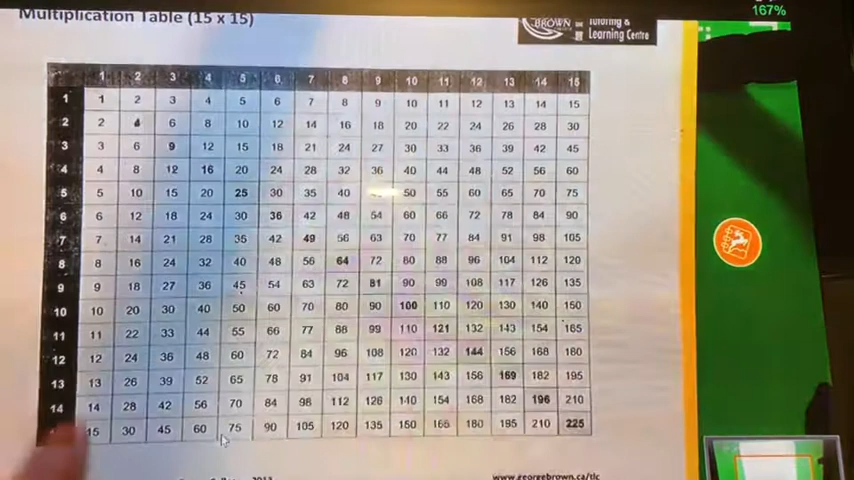 167%
Multiplication Table (15 x 15)
BROWN
Tutoring &
Learning Centre
1 2 3 4 5 6 7 8 9 10 11 12 13 14 15
1 1 2 3 4 5 6 7 8 9 10 11 12 13 14 15
2 2 4 6 8 10 12 14 16 18 20 22 24 26 28 30
3 3 6 9 12 15 18 21 24 27 30 33 36 39 42 45
4 4 8 12 16 20 24 28 32 36 40 44 48 52 56 60
5 5 10 15 20 25 30 35 40 50 55 60 65 70 75
6 6 12 18 24 30 36 42 48 54 60 66 72 78 84 90
7 7 14 21 28 35 42 49 56 63 70 77 84 91 98 105
8 8 16 24 32 40 48 56 64 72 80 88 96 104 112 120
9 9 18 27 36 45 54 63 72 81 90 99 108 117 126 135
10 10 20 30 40 50 60 70 80 90 100 110 120 130 140 150
11 11 22 33 44 55 66 77 88 99 110 121 132 143 154 165
12 12 24 36 48 60 72 84 96 108 120 132 144 156 168 180
13 13 26 39 52 65 78 91 104 117 130 143 156 169 182 195
14 14 28 42 56 70 84 98 112 126 140 154 168 182 196 210
15 30 45 60 75 90 105 120 135 150 165 180 195 210 225
www.georgebrown.ca/tlc